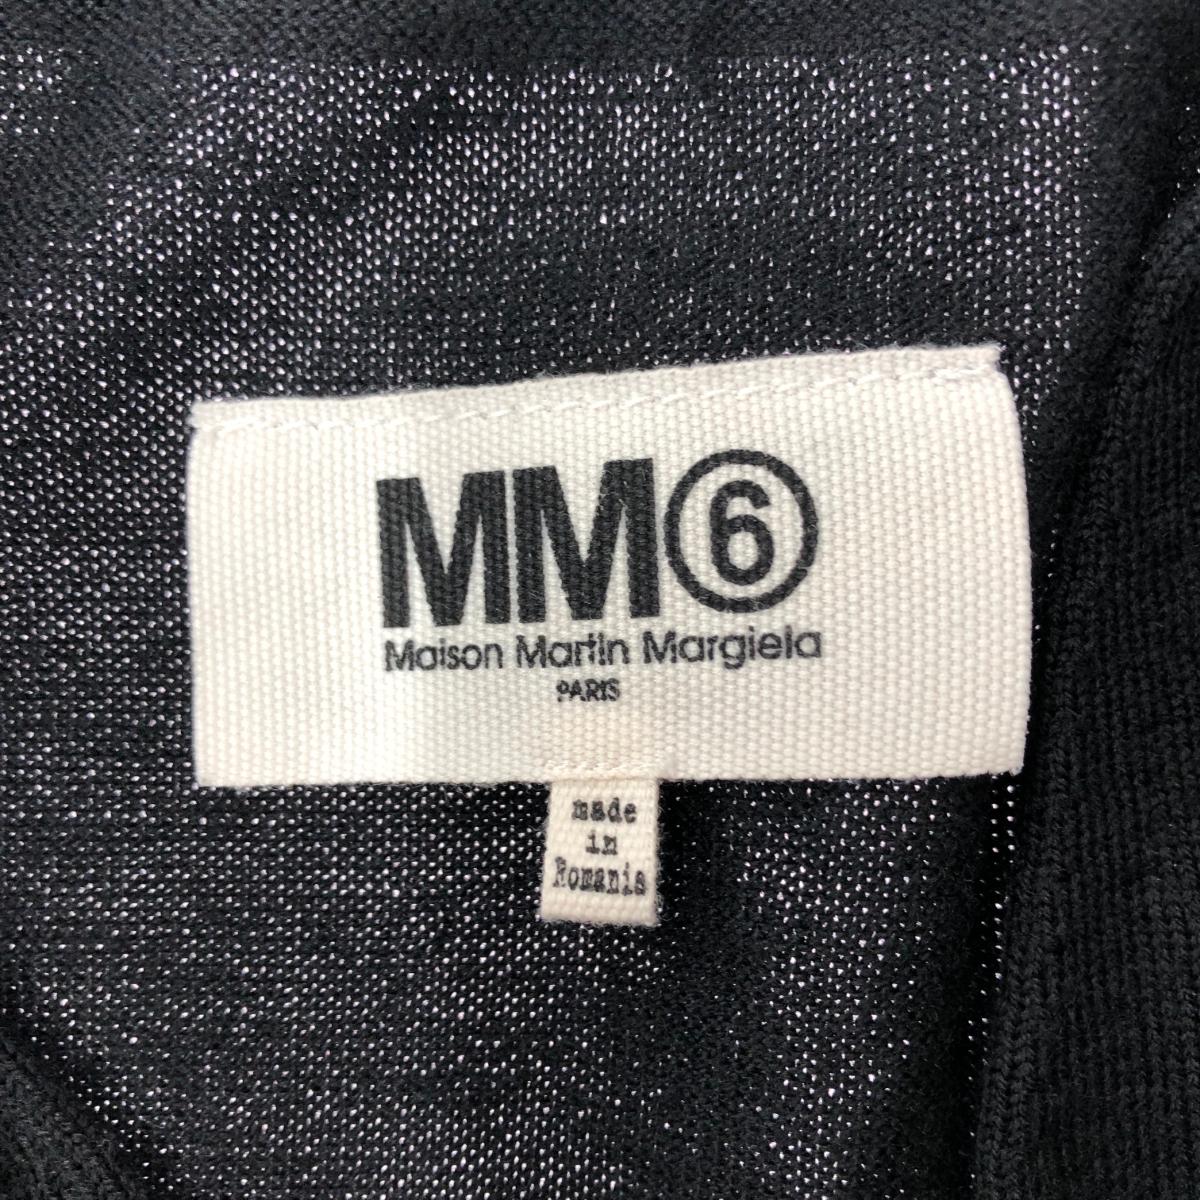 MM⑥
Maison Martin Margiela
PARIS
made
in
Romania